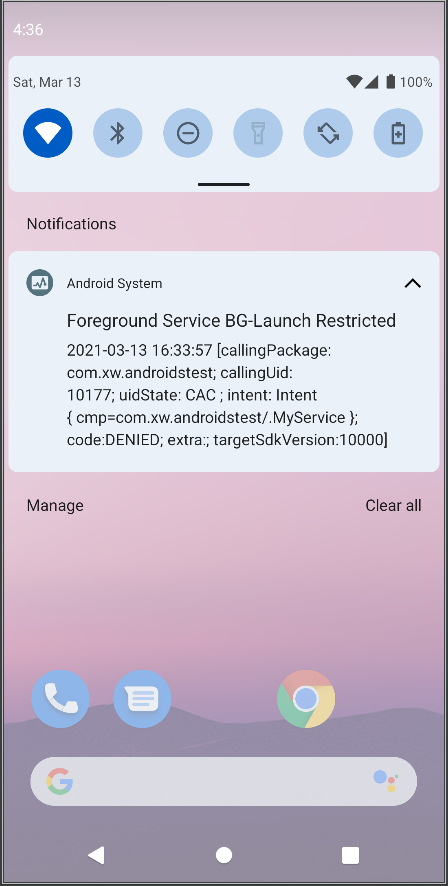 4:36
Sat, Mar 13
100%
Notifications
Android System
Foreground Service BG-Launch Restricted
2021-03-13 16:33:57 [callingPackage:
com.xw.androidstest; callingUid:
10177; uidState: CAC ; intent: Intent
{ cmp=com.xw.androidstest/.MyService };
code:DENIED; extra:; targetSdkVersion:10000]
Manage
Clear all